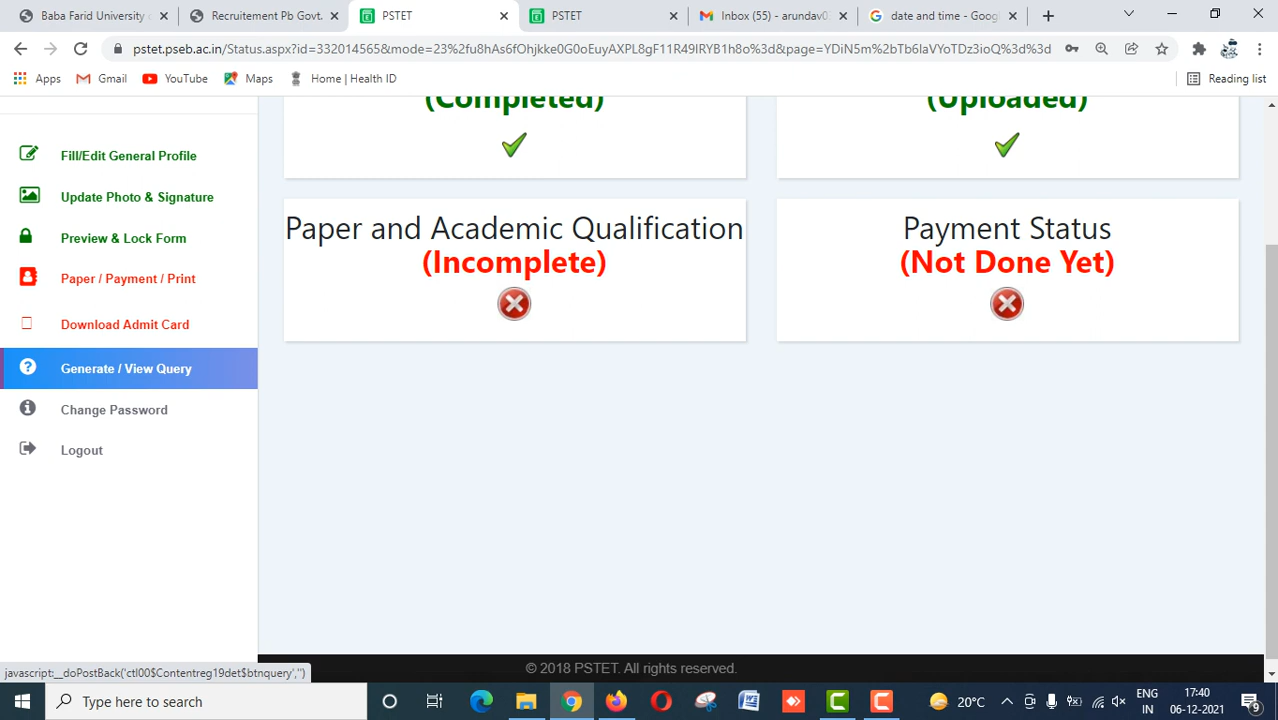 Baba Farid University o
Recruitement Pb Govt.
PSTET
PSTET
Inbox (55) - arundav0
date and time - Goog
pstet.pseb.ac.in/Status.aspx?id=332014565&mode=23%2fu8hAs6fOhjkke0G0oEuyAXPL8gF11R49IRYB1h8o%3d&page=YDiN5m%2bTb6laVYoTDz3ioQ%3d%3d
Apps
Gmail
YouTube
Maps
Home | Health ID
Reading list
(Completed)
(Uploaded)
Fill/Edit General Profile
Update Photo & Signature
Preview & Lock Form
Paper / Payment / Print
Download Admit Card
Generate / View Query
Change Password
Logout
Paper and Academic Qualification
(Incomplete)
Payment Status
(Not Done Yet)
© 2018 PSTET. All rights reserved.
javascript:__doPostBack('ctl00$Contentreg19det$btnquery','')
Type here to search
20°C
ENG
IN
17:40
06-12-2021
9